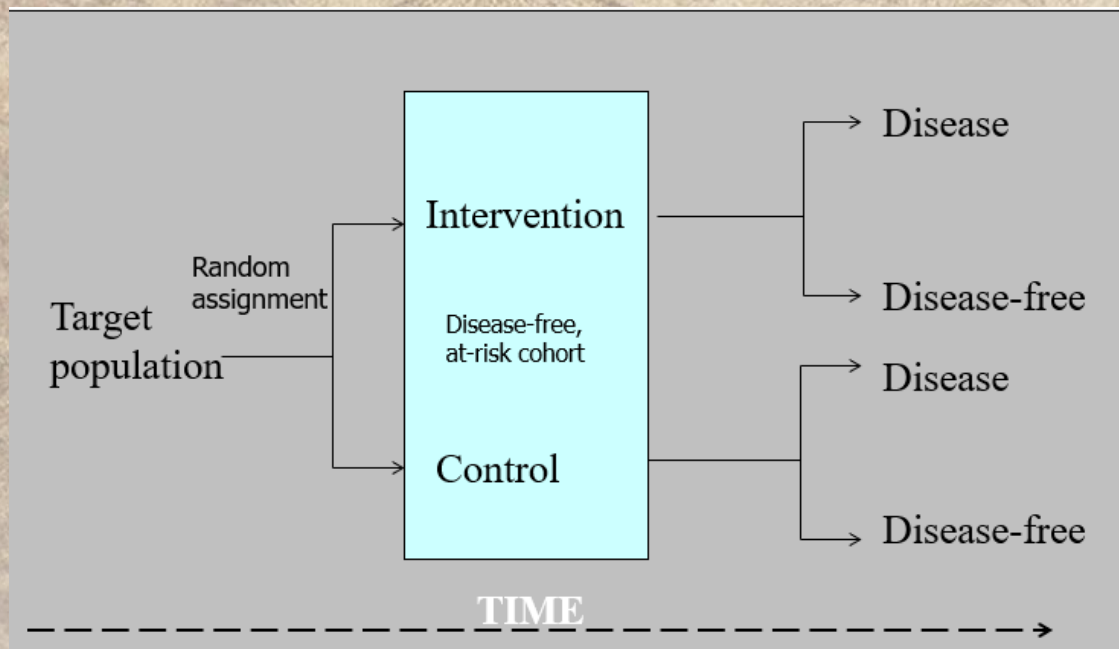 Disease
Intervention
Random
assignment
Disease-free
Target
population
Disease-free,
at-risk cohort
Disease
Control
Disease-free
TIME